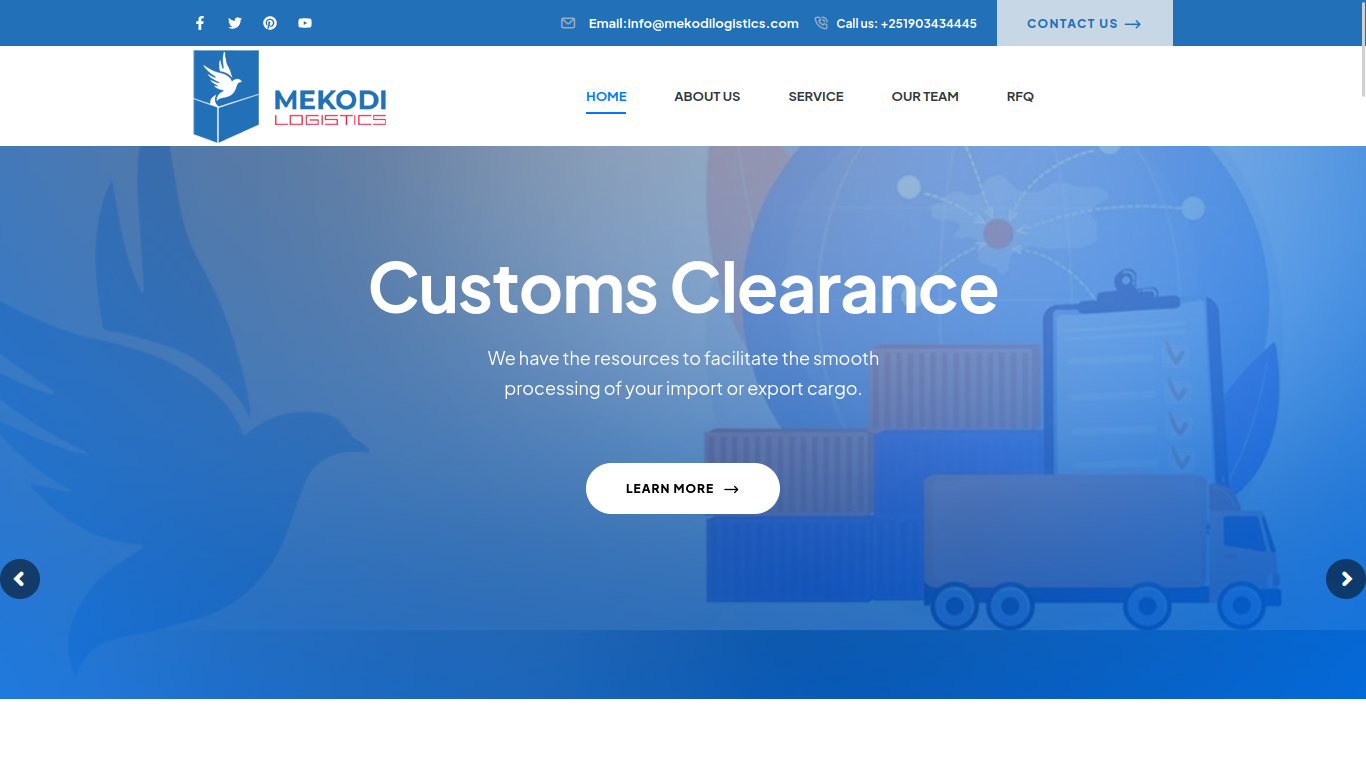 Email:info@mekodilogistics.com
Call us: +251903434445
CONTACT US
MEKODI
LOGISTICS
HOME
ABOUT US
SERVICE
OUR TEAM
RFQ
Customs Clearance
We have the resources to facilitate the smooth
processing of your import or export cargo.
LEARN MORE